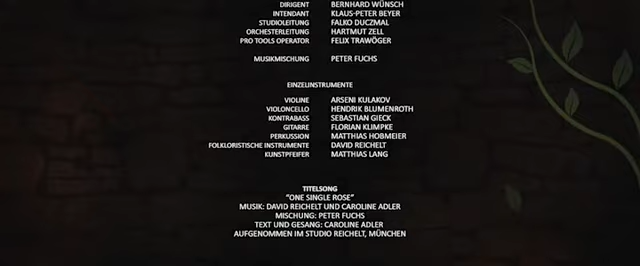 DIRIGENT BERNHARD WÜNSCH
INTENDANT KLAUS-PETER BEYER
STUDIOLEITUNG FALKO DUCZMAL
ORCHESTERLEITUNG HARTMUT ZELL
PRO TOOLS OPERATOR FELIX TRAWÖGER
MUSIKMISCHUNG PETER FUCHS
EINZELINSTRUMENTE
VIOLINE ARSENI KULAKOV
VIOLONCELLO HENDRIK BLUMENROTH
KONTRABASS SEBASTIAN GIECK
GITARRE FLORIAN KLIMPKE
PERKUSSION MATTHIAS HOBMEIER
FOLKLORISTISCHE INSTRUMENTE DAVID REICHELT
KUNSTPFEIFER MATTHIAS LANG
TITELSONG
"ONE SINGLE ROSE"
MUSIK: DAVID REICHELT UND CAROLINE ADLER
MISCHUNG: PETER FUCHS
TEXT UND GESANG: CAROLINE ADLER
AUFGENOMMEN IM STUDIO REICHELT, MÜNCHEN